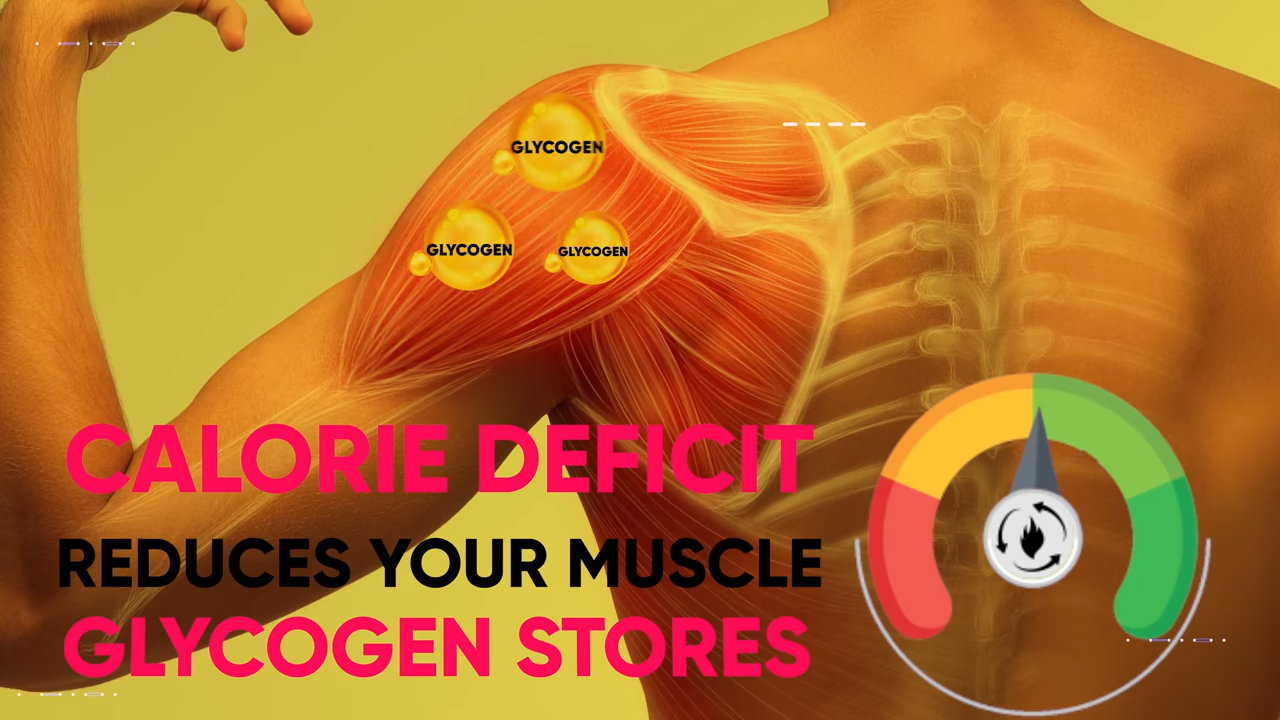 GLYCOGEN
GLYCOGEN
GLYCOGEN
CALORIE DEFICIT
REDUCES YOUR MUSCLE
GLYCOGEN STORES